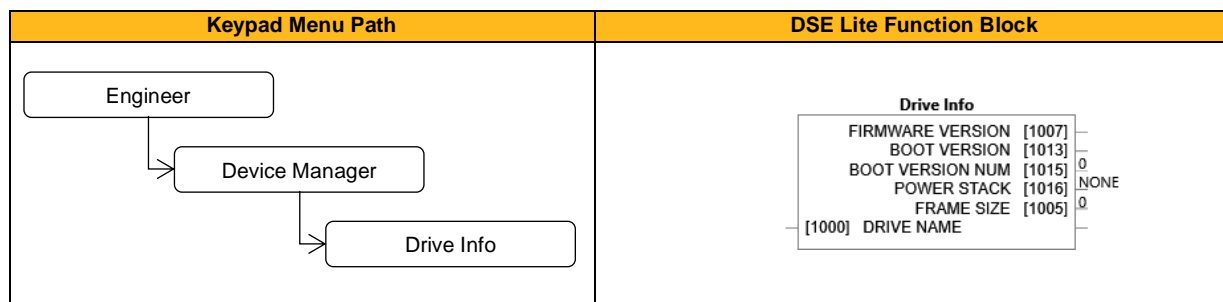 Keypad Menu Path
DSE Lite Function Block
Engineer
Device Manager
Drive Info
Drive Info
FIRMWARE VERSION [1007]
BOOT VERSION [1013]
BOOT VERSION NUM [1015] 0
POWER STACK [1016] NONE
FRAME SIZE [1005] 0
[1000] DRIVE NAME